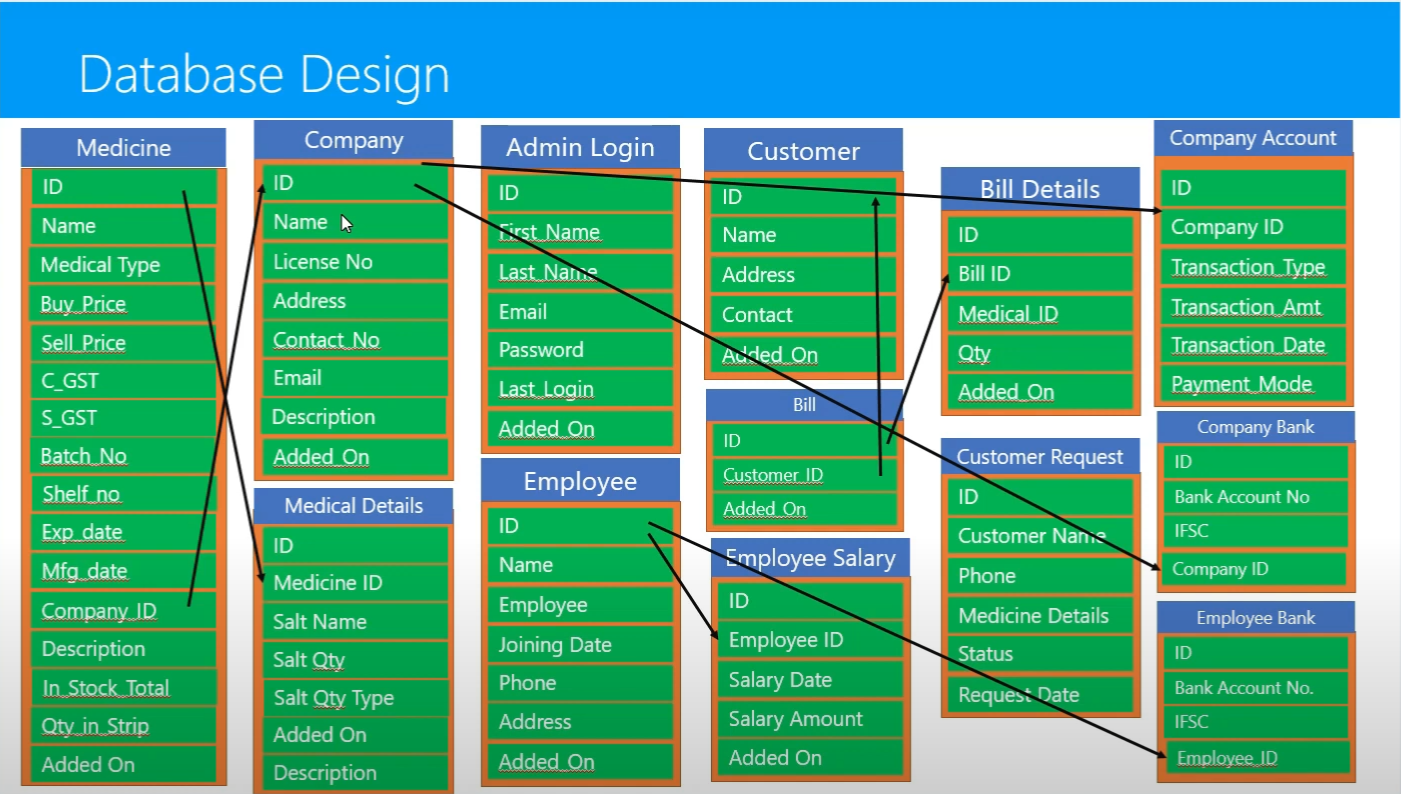 Database Design
Medicine
ID
Name
Medical Type
Buy_Price
Sell_Price
C_GST
S_GST
Batch_No
Shelf_no
Exp_date
Mfg_date
Company_ID
Description
In_Stock_Total
Qty_in_Strip
Added On
Company
ID
Name
License No
Address
Contact_No
Email
Description
Added_On
Medical Details
ID
Medicine ID
Salt Name
Salt Qty
Salt Qty Type
Added On
Description
Admin Login
ID
First_Name
Last_Name
Email
Password
Last_Login
Added_On
Employee
ID
Name
Employee
Joining Date
Phone
Address
Added_On
Customer
ID
Name
Address
Contact
Added_On
Bill
ID
Customer_ID
Added_On
Employee Salary
ID
Employee ID
Salary Date
Salary Amount
Added On
Bill Details
ID
Bill ID
Medical_ID
Qty
Added_On
Customer Request
ID
Customer Name
Phone
Medicine Details
Status
Request Date
Company Account
ID
Company ID
Transaction_Type
Transaction_Amt
Transaction_Date
Payment_Mode
Company Bank
ID
Bank Account No
IFSC
Company ID
Employee Bank
ID
Bank Account No.
IFSC
Employee_ID